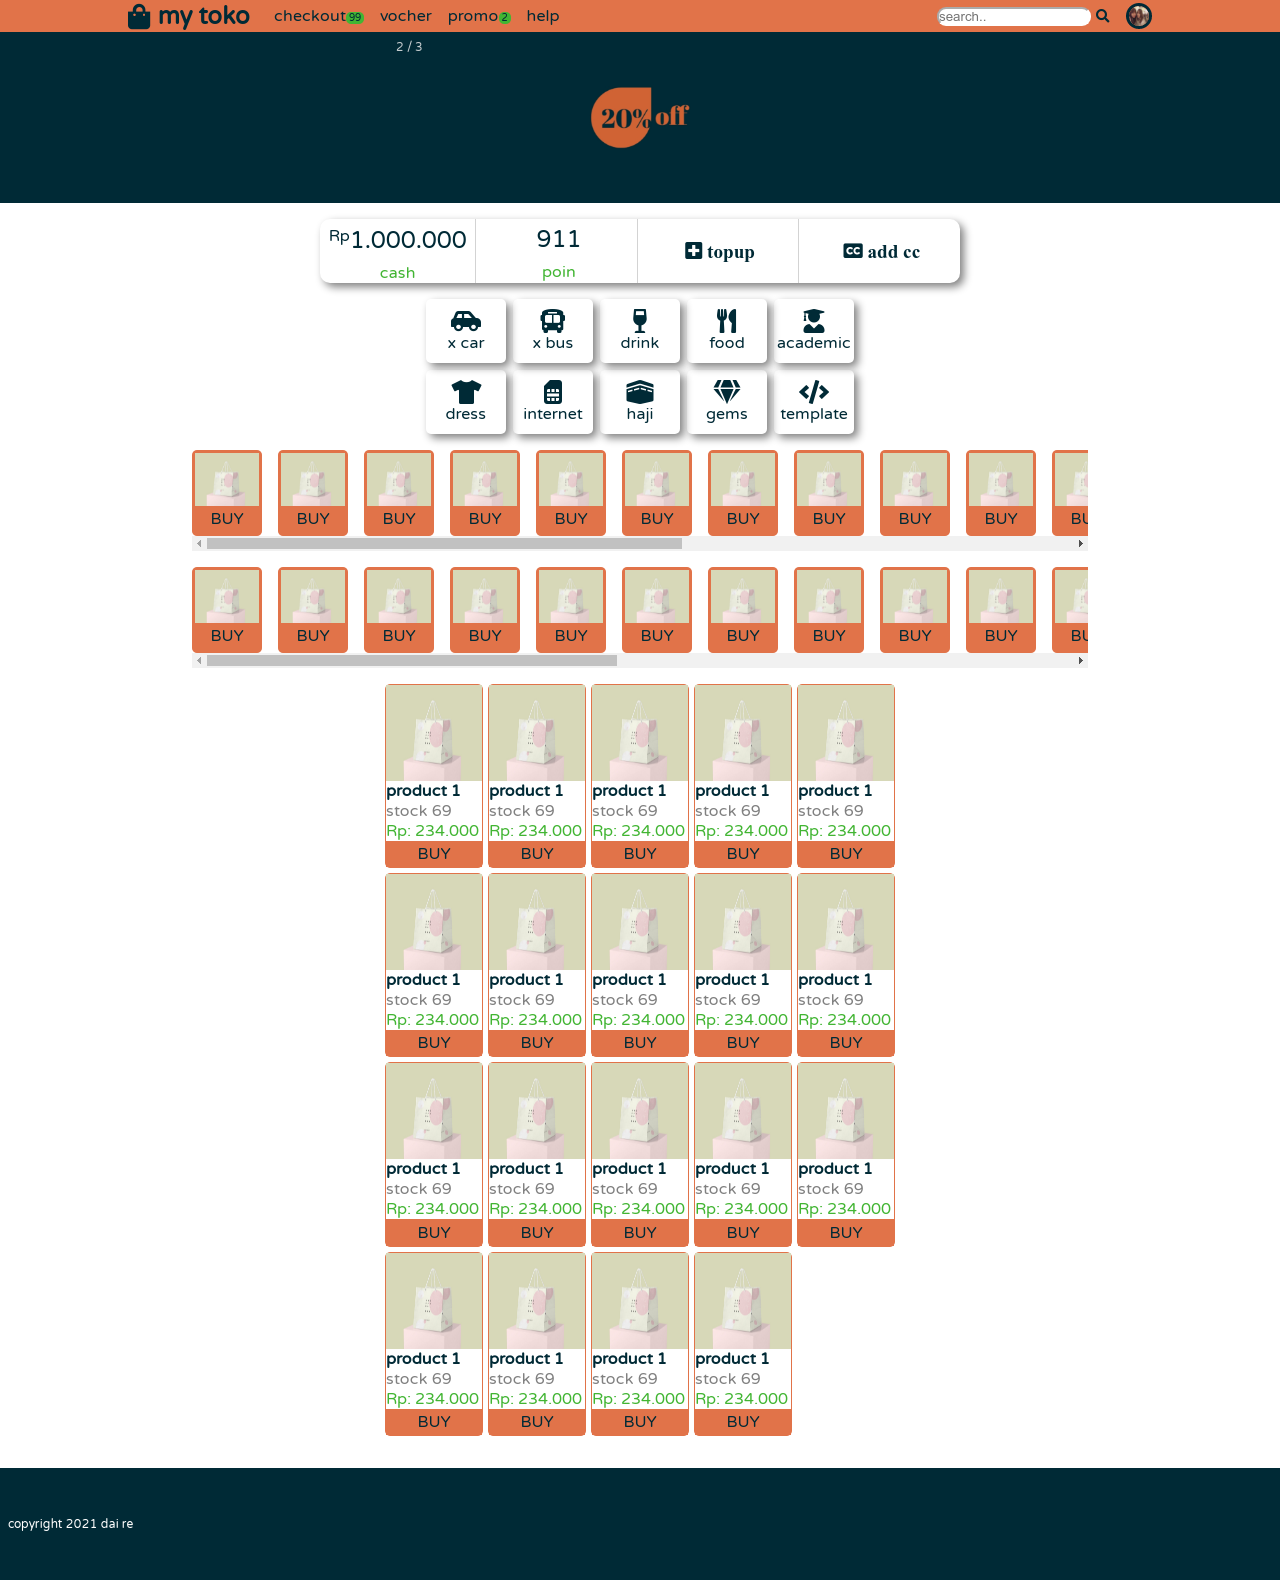 my toko checkout 99 vocher promo 2 help search..
2 / 3
20% off
Rp1.000.000 911 topup add cc
cash poin
x car x bus drink food academic
dress internet haji gems template
BUY BUY BUY BUY BUY BUY BUY BUY BUY BUY BU
BUY BUY BUY BUY BUY BUY BUY BUY BUY BUY BU
product 1 product 1 product 1 product 1 product 1
stock 69 stock 69 stock 69 stock 69 stock 69
Rp: 234.000 Rp: 234.000 Rp: 234.000 Rp: 234.000 Rp: 234.000
BUY BUY BUY BUY BUY
product 1 product 1 product 1 product 1 product 1
stock 69 stock 69 stock 69 stock 69 stock 69
Rp: 234.000 Rp: 234.000 Rp: 234.000 Rp: 234.000 Rp: 234.000
BUY BUY BUY BUY BUY
product 1 product 1 product 1 product 1 product 1
stock 69 stock 69 stock 69 stock 69 stock 69
Rp: 234.000 Rp: 234.000 Rp: 234.000 Rp: 234.000 Rp: 234.000
BUY BUY BUY BUY BUY
product 1 product 1 product 1 product 1
stock 69 stock 69 stock 69 stock 69
Rp: 234.000 Rp: 234.000 Rp: 234.000 Rp: 234.000
BUY BUY BUY BUY
copyright 2021 dai re